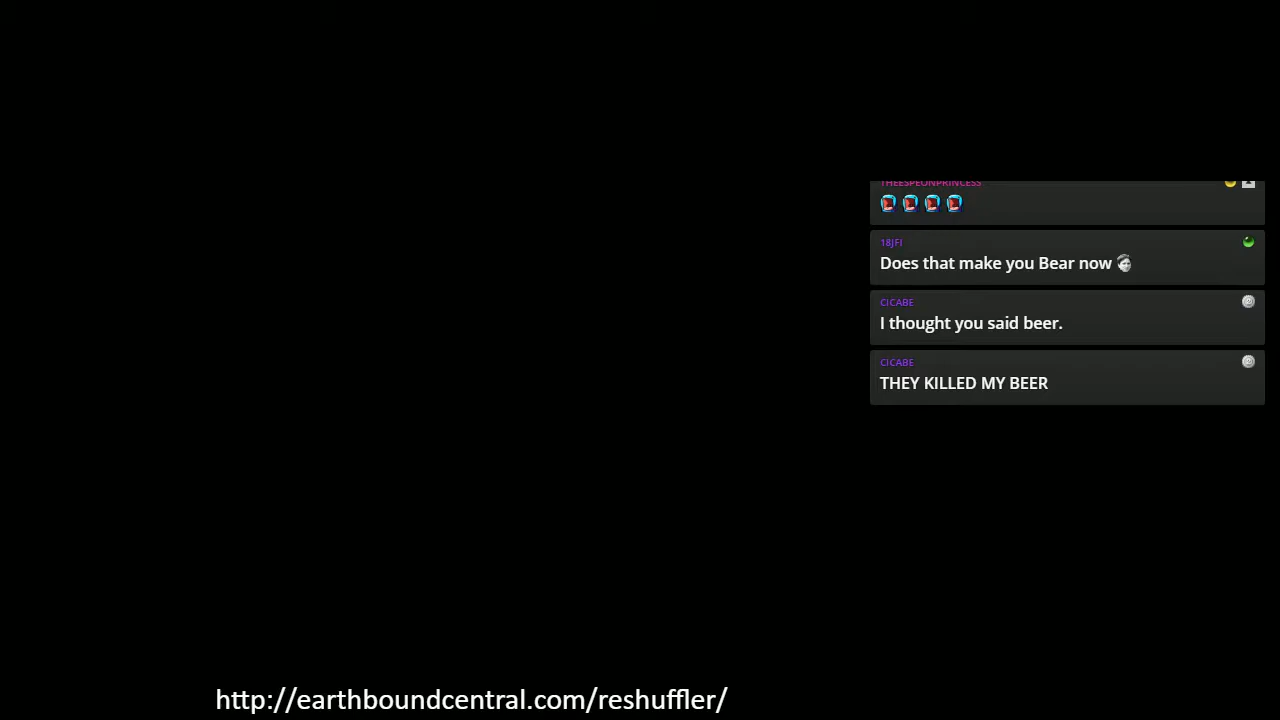 THEESPEONPRINCESS
18JFI
Does that make you Bear now
CICABE
I thought you said beer.
CICABE
THEY KILLED MY BEER
http://earthboundcentral.com/reshuffler/